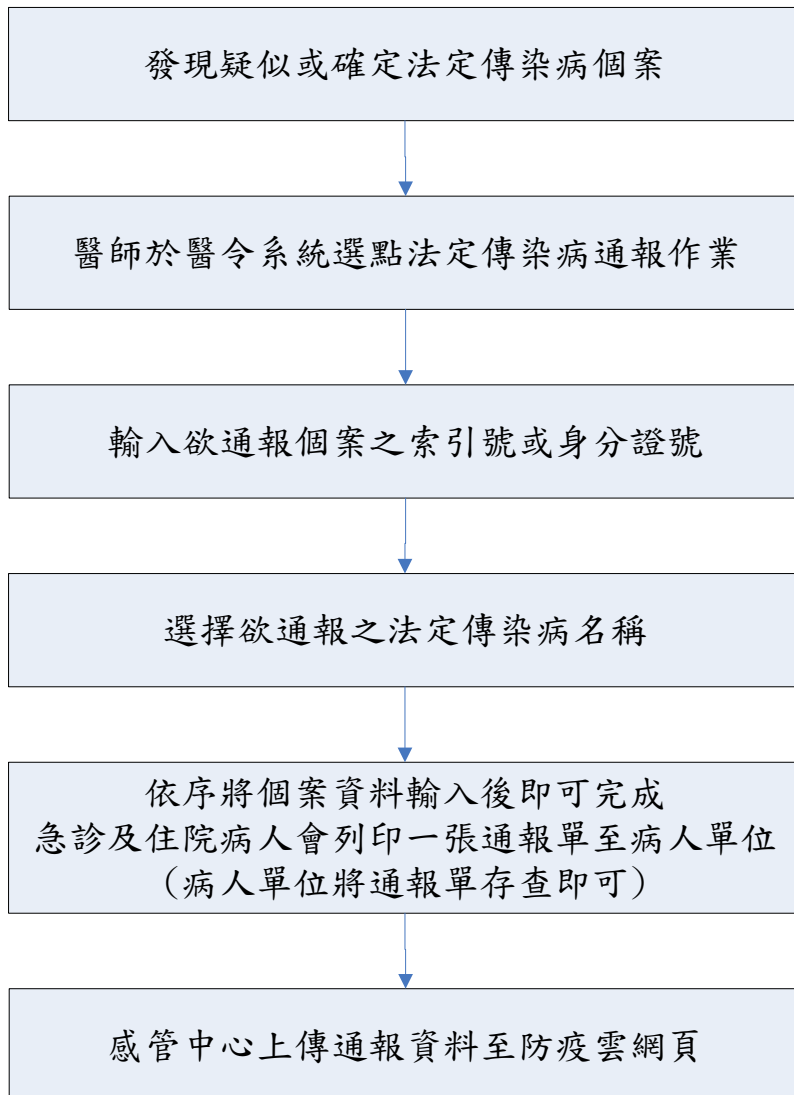 發現疑似或確定法定傳染病個案
醫師於醫令系統選点法定傳染病通報作業
輸入欲通報個案之索引號或身分證號
選擇欲通報之法定傳染病名稱
依序將個案資料輸入後即可完成
急診及住院病人會列印一張通報單至病人單位
（病人單位將通報單存查即可）
感管中心上傳通報資料至防疫雲網頁